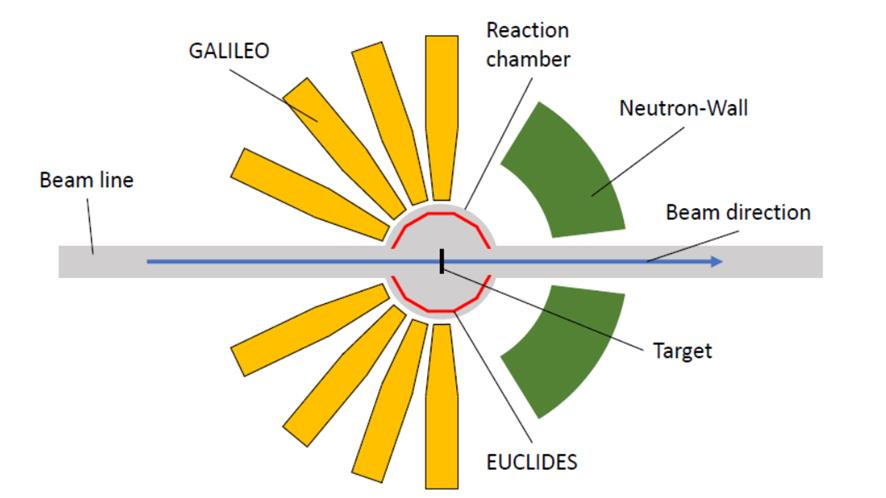 Reaction
chamber
GALILEO
Neutron-Wall
Beam line
Beam direction
Target
EUCLIDES